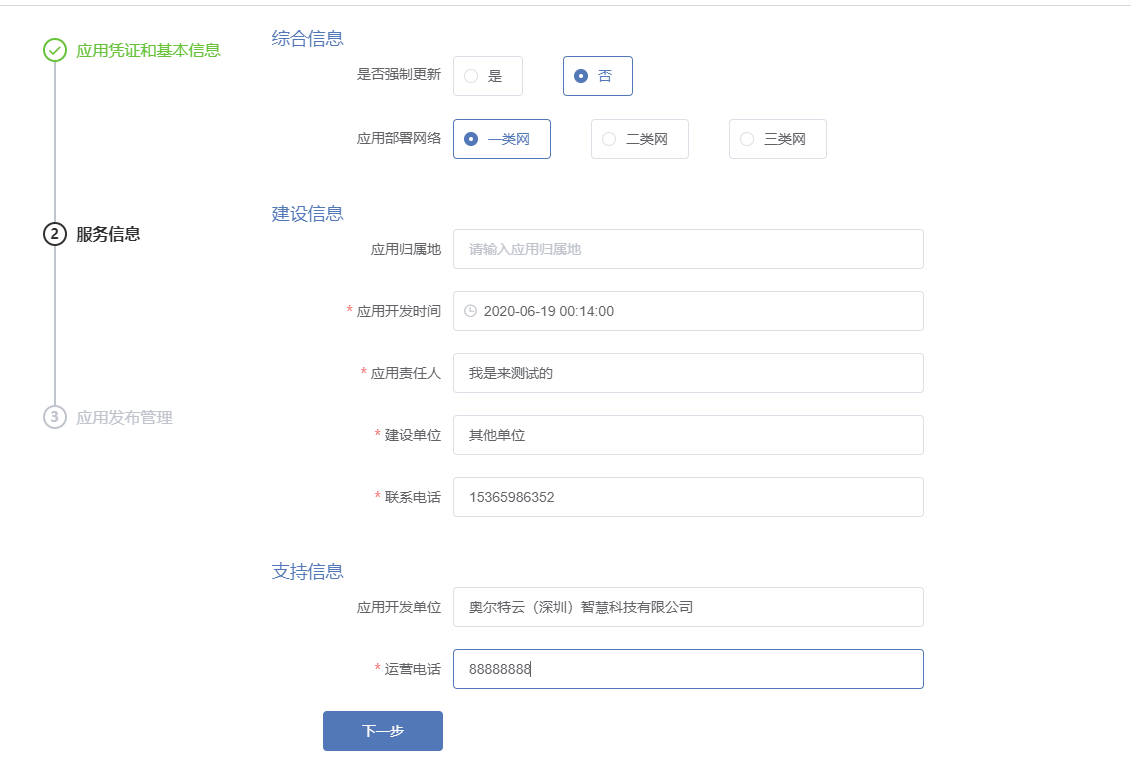 应用凭证和基本信息
2 服务信息
3 应用发布管理
综合信息
是否强制更新 是 否
应用部署网络 一类网 二类网 三类网
建设信息
应用归属地 请输入应用归属地
* 应用开发时间 2020-06-19 00:14:00
* 应用责任人 我是来测试的
* 建设单位 其他单位
* 联系电话 15365986352
支持信息
应用开发单位 奥尔特云（深圳）智慧科技有限公司
* 运营电话 88888888
下一步